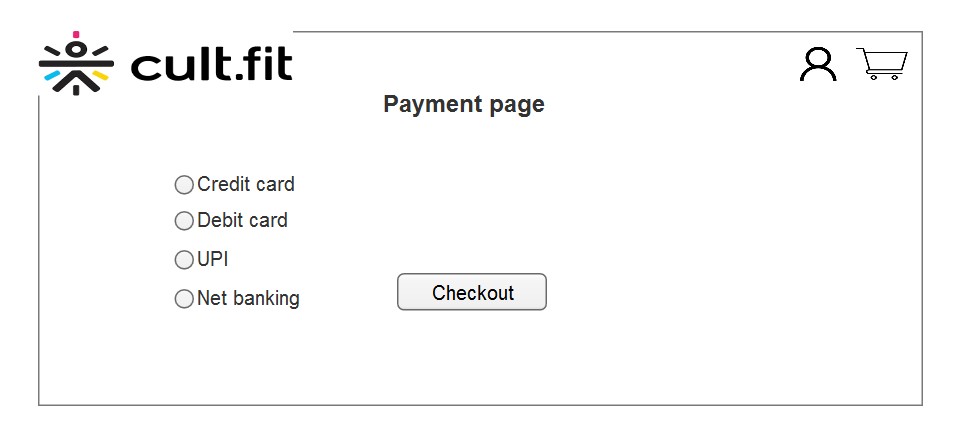 cult.fit
Payment page
Credit card
Debit card
UPI
Net banking
Checkout